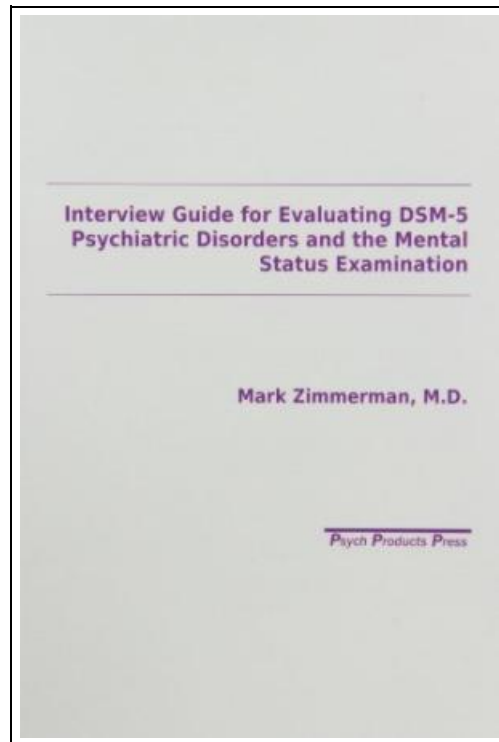 Interview Guide for Evaluating DSM-5
Psychiatric Disorders and the Mental
Status Examination
Mark Zimmerman, M.D.
Psych Products Press